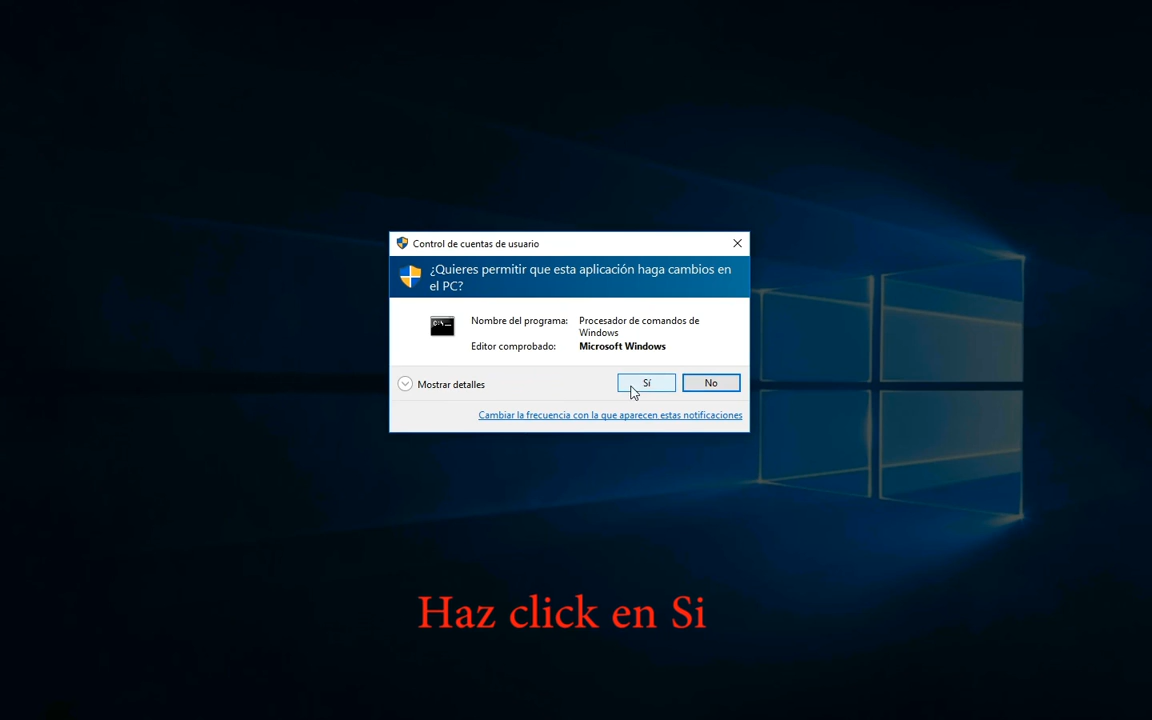 Control de cuentas de usuario
¿Quieres permitir que esta aplicación haga cambios en
el PC?
C:\._
Nombre del programa: Procesador de comandos de
Windows
Editor comprobado: Microsoft Windows
Mostrar detalles
Sí
No
Cambiar la frecuencia con la que aparecen estas notificaciones
Haz click en Si